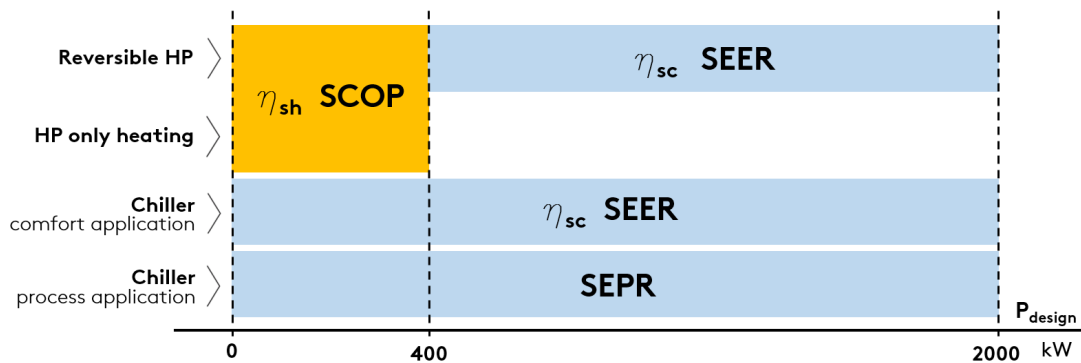 Reversible HP
ηsc SEER
ηsh SCOP
HP only heating
Chiller
comfort application
ηsc SEER
Chiller
process application
SEPR
Pdesign
0
400
2000
kW